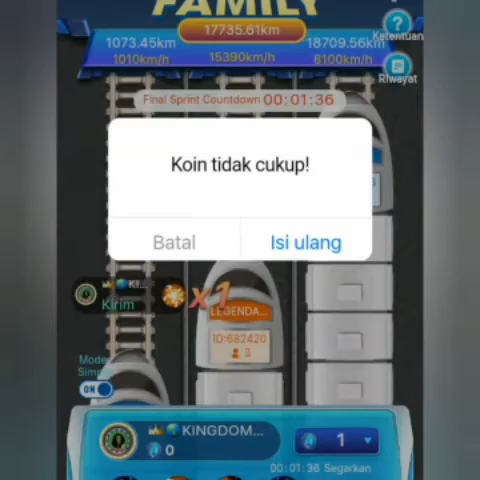 FAMILY
17735.61km
1073.45km
18709.56km
1010km/h
15390km/h
8100km/h
Ketentuan
Riwayat
Final Sprint Countdown 00:01:36
Koin tidak cukup!
Batal
Isi ulang
KI...
Kirim
x1
LEGENDA...
ID:682420
3
Mode
ON
KINGDOM...
0
1
00:01:36 Segarkan